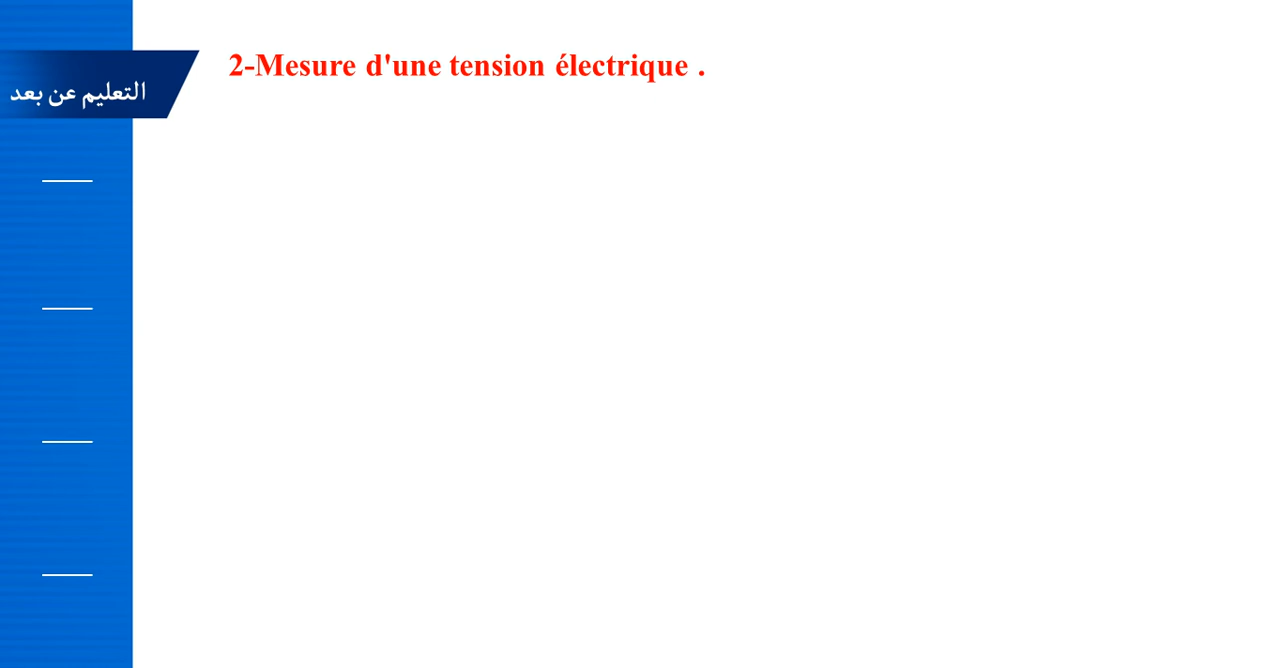 2-Mesure d'une tension électrique .
التعليم عن بعد